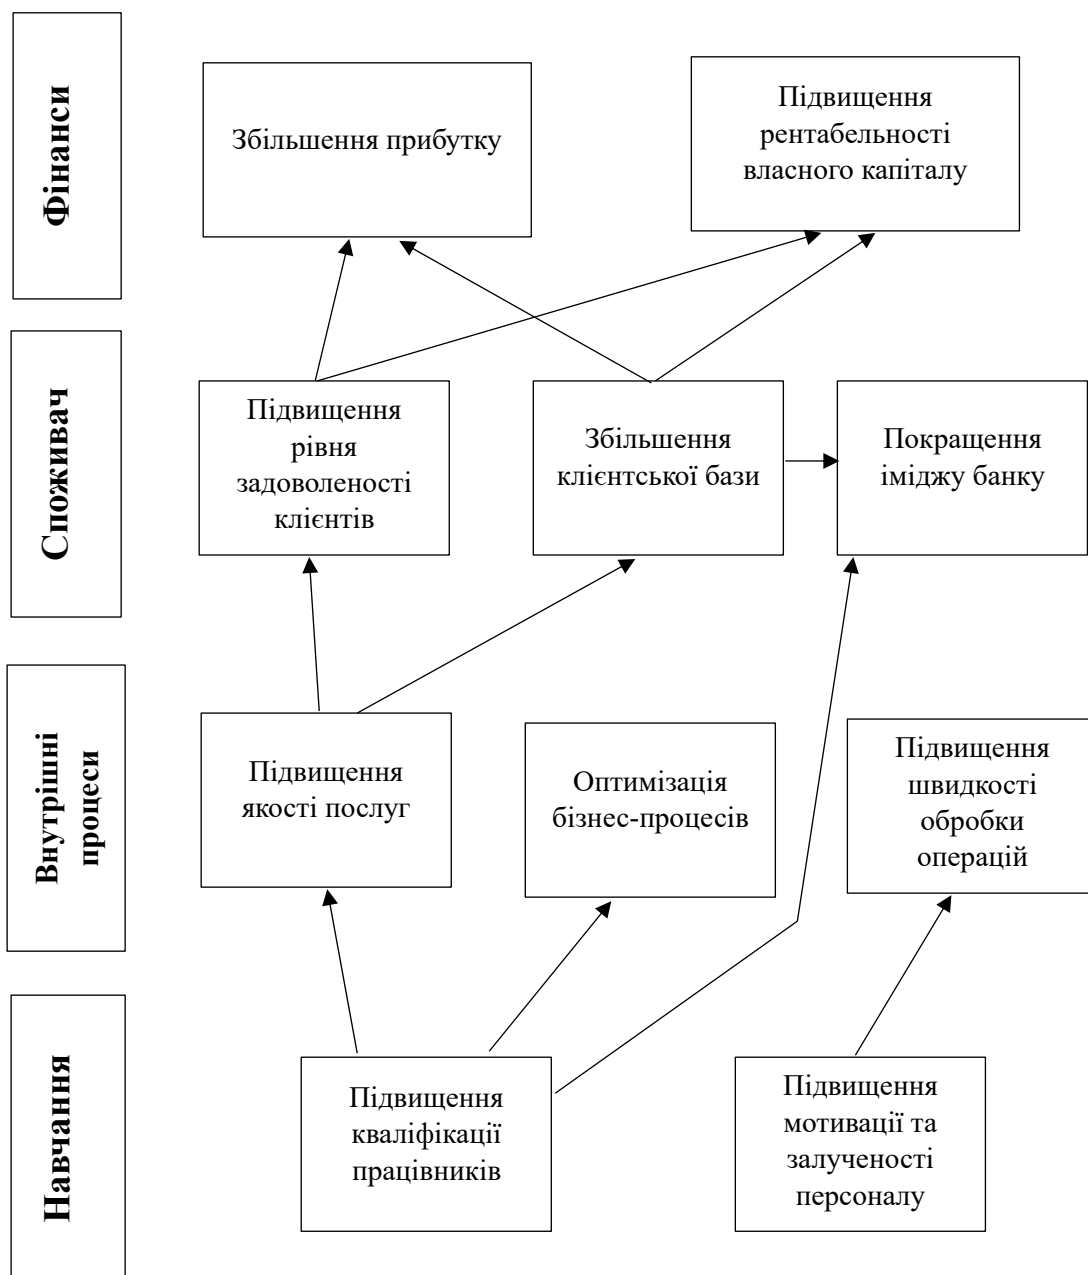 Фінанси
Збільшення прибутку
Підвищення
рентабельності
власного капіталу
Споживач
Підвищення
рівня
задоволеності
клієнтів
Збільшення
клієнтської бази
Покращення
іміджу банку
Внутрішні
процеси
Підвищення
якості послуг
Оптимізація
бізнес-процесів
Підвищення
швидкості
обробки
операцій
Навчання
Підвищення
кваліфікації
працівників
Підвищення
мотивації та
залученості
персоналу